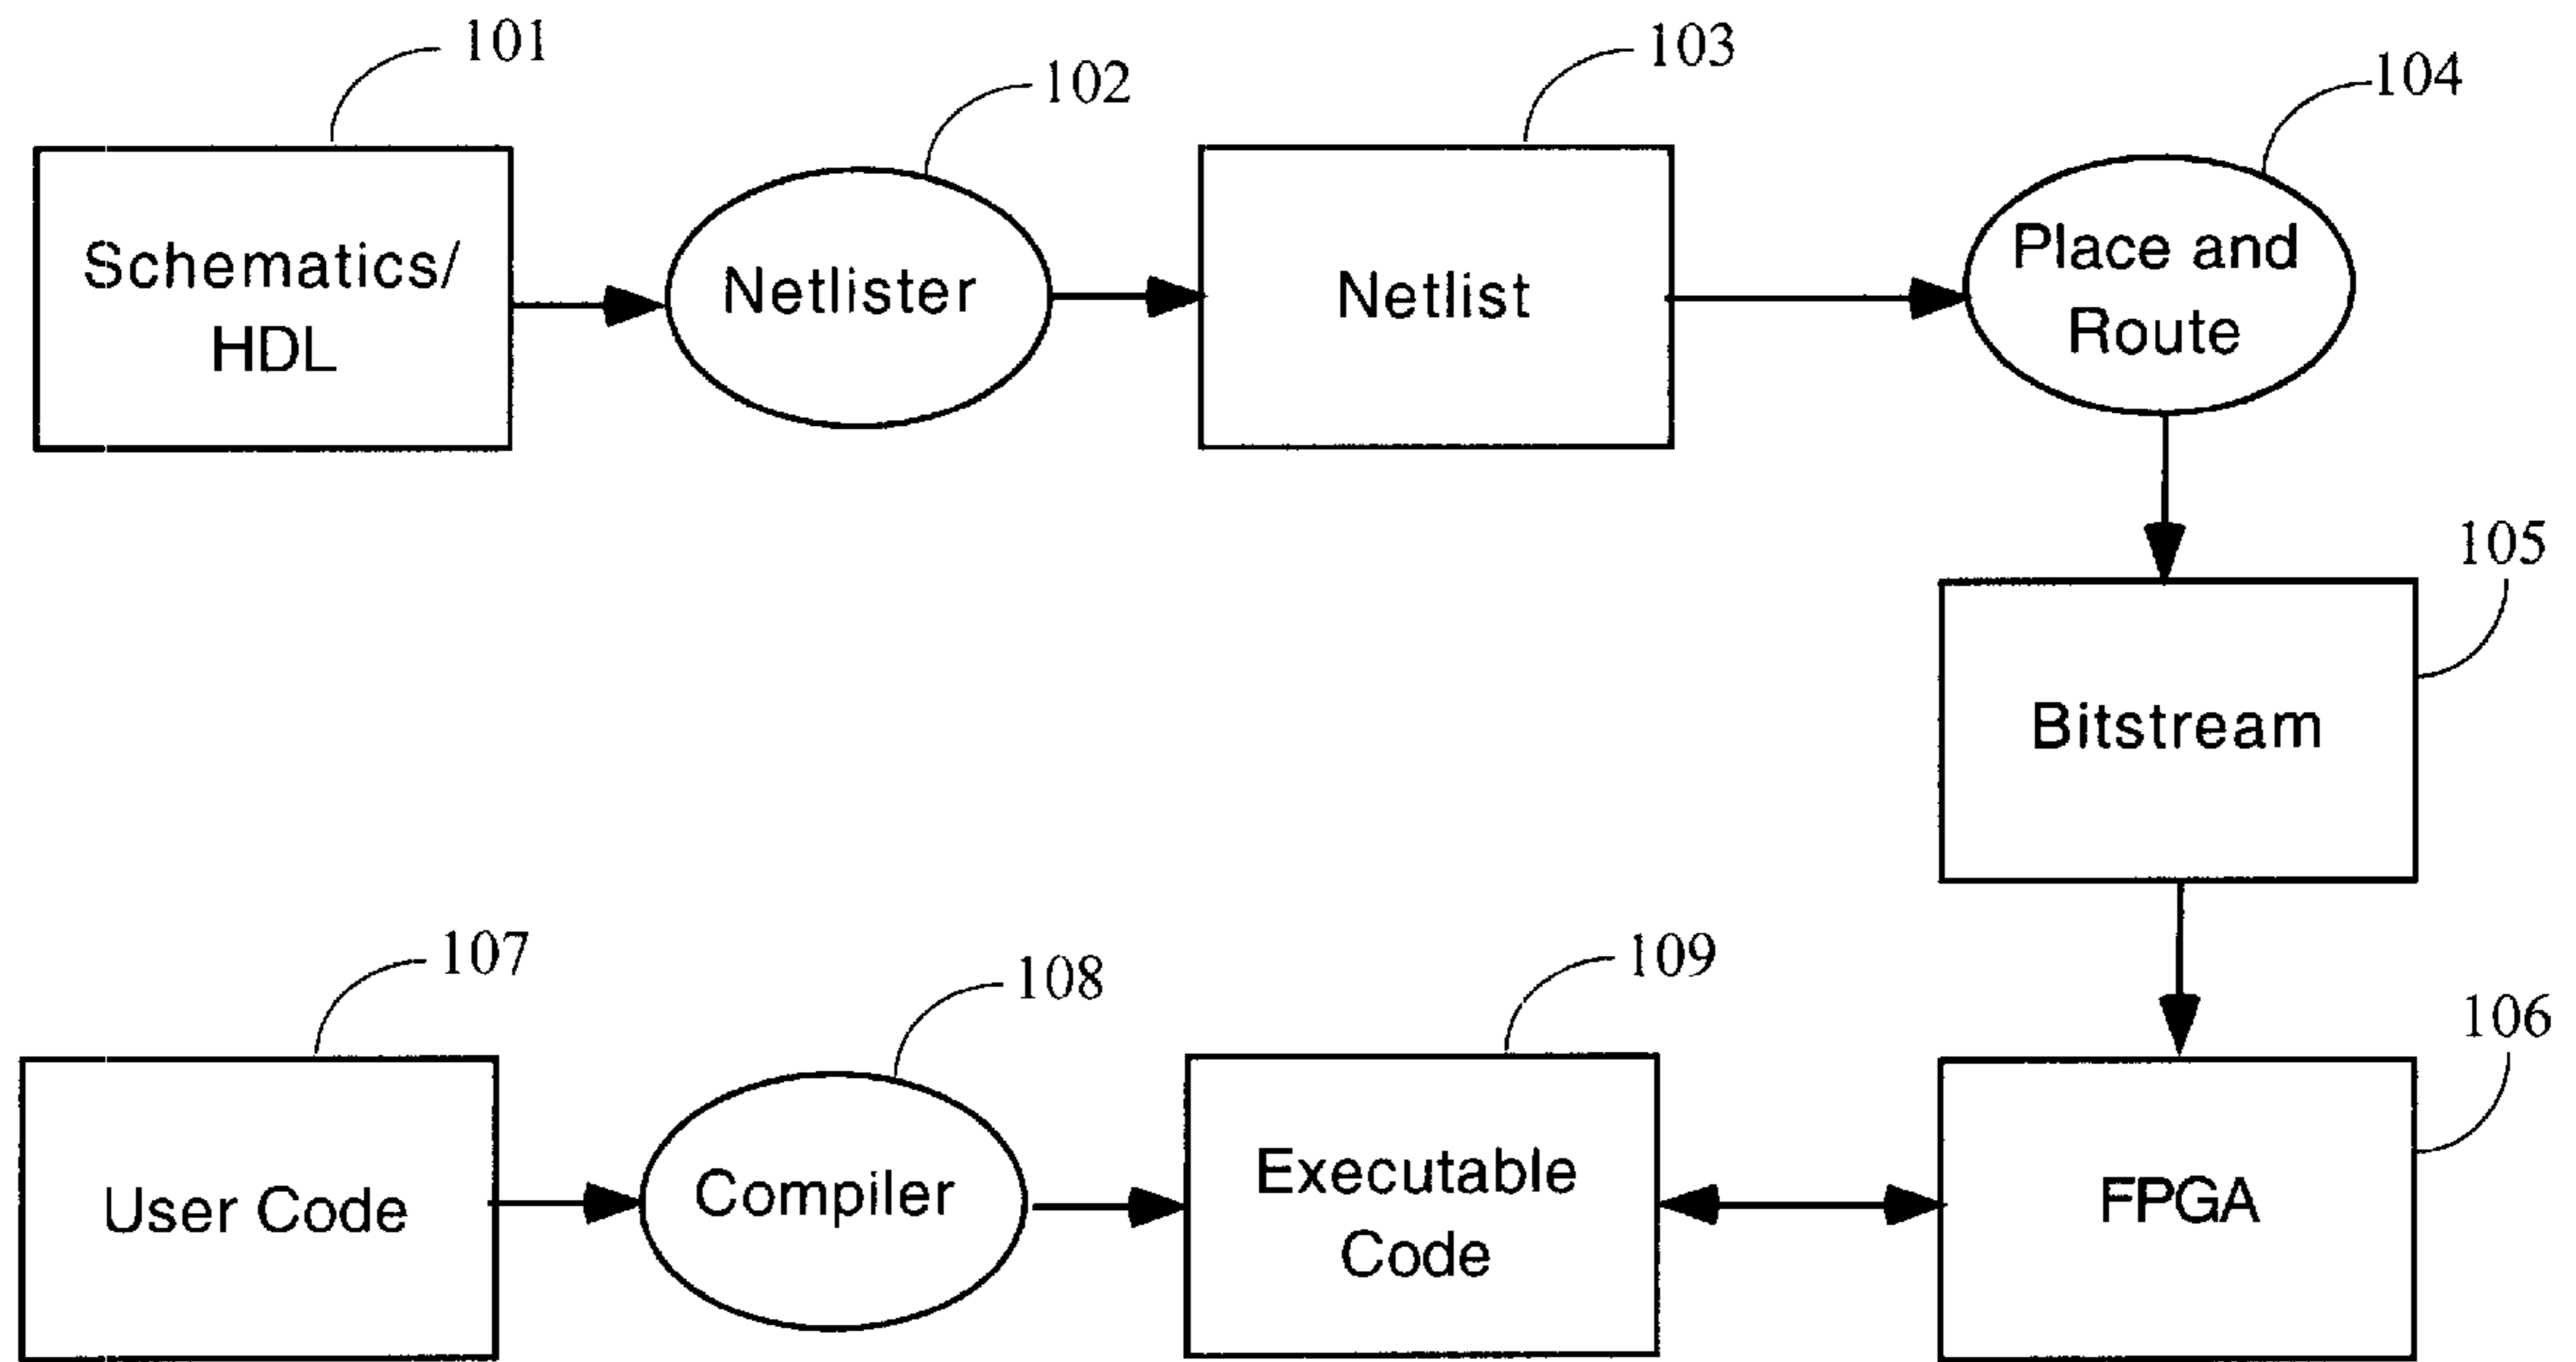 101
102
103
104
Schematics/
HDL
Netlister
Netlist
Place and
Route
105
Bitstream
107
108
109
106
User Code
Compiler
Executable
Code
FPGA